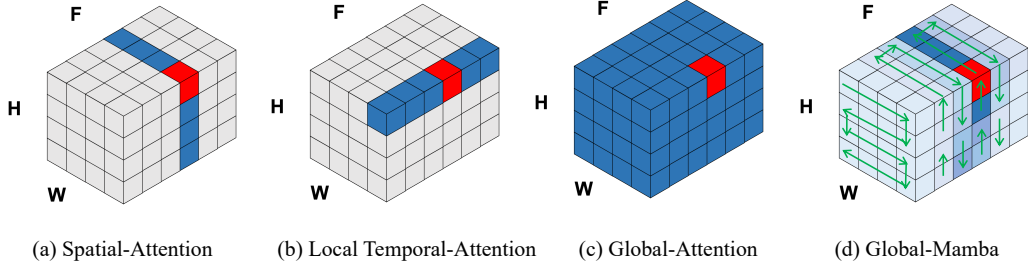 F
F
F
F
H
H
H
H
W
W
W
W
(a) Spatial-Attention
(b) Local Temporal-Attention
(c) Global-Attention
(d) Global-Mamba